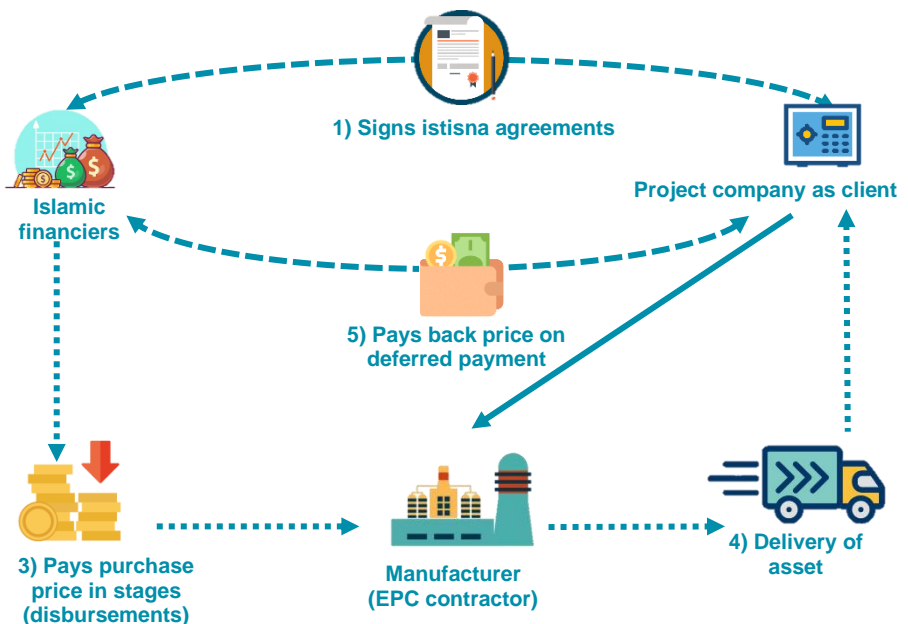 1) Signs istisna agreements
Project company as client
Islamic
financiers
5) Pays back price on
deferred payment
3) Pays purchase
price in stages
(disbursements)
Manufacturer
(EPC contractor)
4) Delivery of
asset